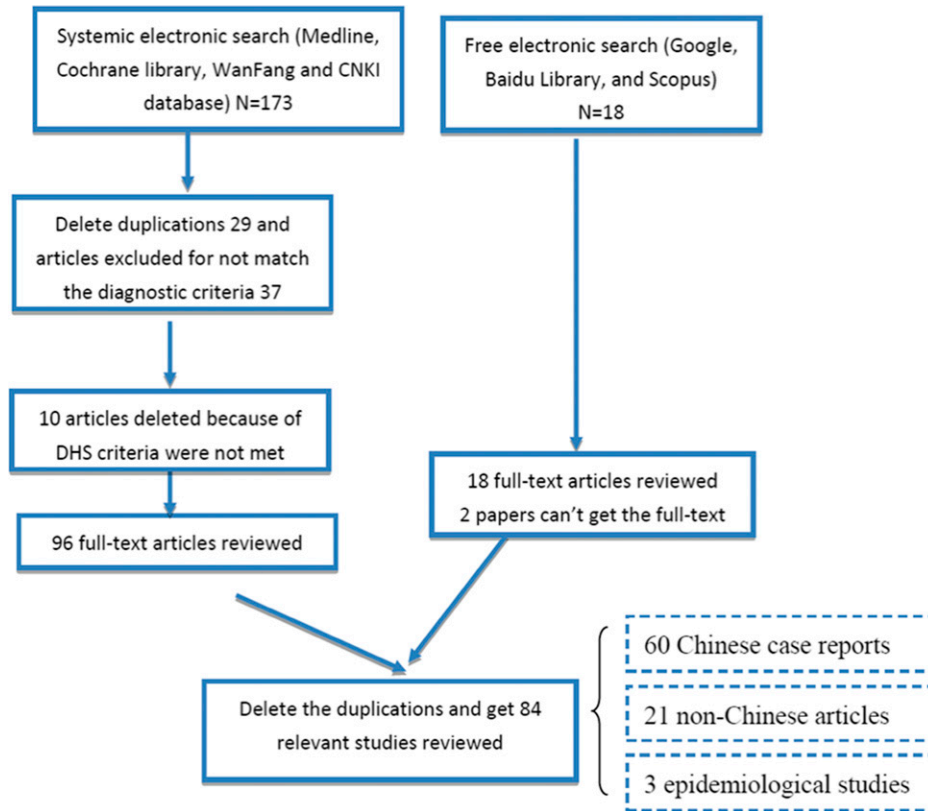 Systemic electronic search (Medline,
Cochrane library, WanFang and CNKI
database) N=173
Free electronic search (Google,
Baidu Library, and Scopus)
N=18
Delete duplications 29 and
articles excluded for not match
the diagnostic criteria 37
10 articles deleted because of
DHS criteria were not met
96 full-text articles reviewed
18 full-text articles reviewed
2 papers can't get the full-text
Delete the duplications and get 84
relevant studies reviewed
60 Chinese case reports
21 non-Chinese articles
3 epidemiological studies